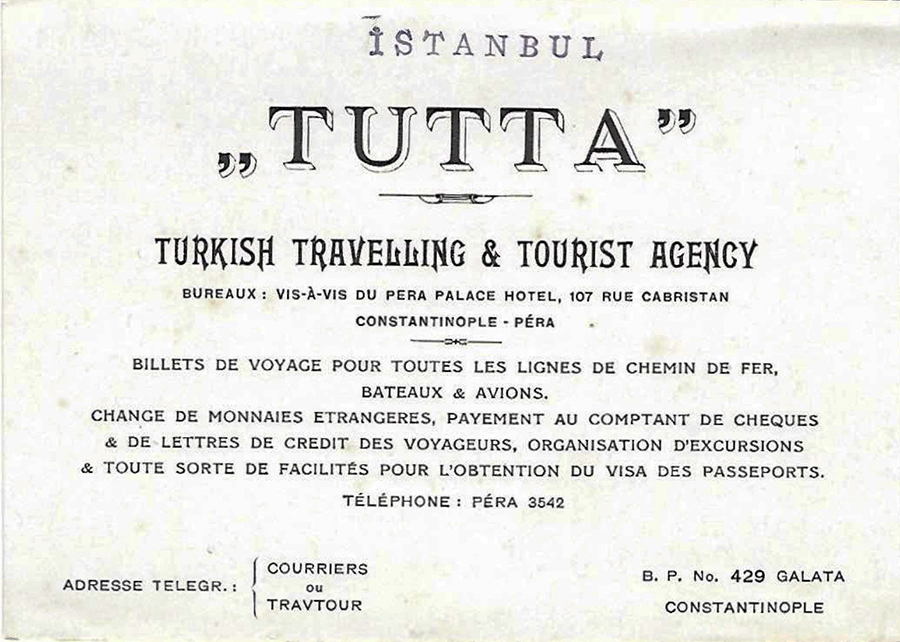 İSTANBUL
„TUTTA”
TURKISH TRAVELLING & TOURIST AGENCY
BUREAUX : VIS-À-VIS DU PERA PALACE HOTEL, 107 RUE CABRISTAN
CONSTANTINOPLE - PÉRA
BILLETS DE VOYAGE POUR TOUTES LES LIGNES DE CHEMIN DE FER,
BATEAUX & AVIONS.
CHANGE DE MONNAIES ETRANGERES, PAYEMENT AU COMPTANT DE CHEQUES
& DE LETTRES DE CREDIT DES VOYAGEURS, ORGANISATION D'EXCURSIONS
& TOUTE SORTE DE FACILITÉS POUR L'OBTENTION DU VISA DES PASSEPORTS.
TÉLÉPHONE : PÉRA 3542
ADRESSE TELEGR. :
COURRIERS
OU
TRAVTOUR
B. P. No. 429 GALATA
CONSTANTINOPLE